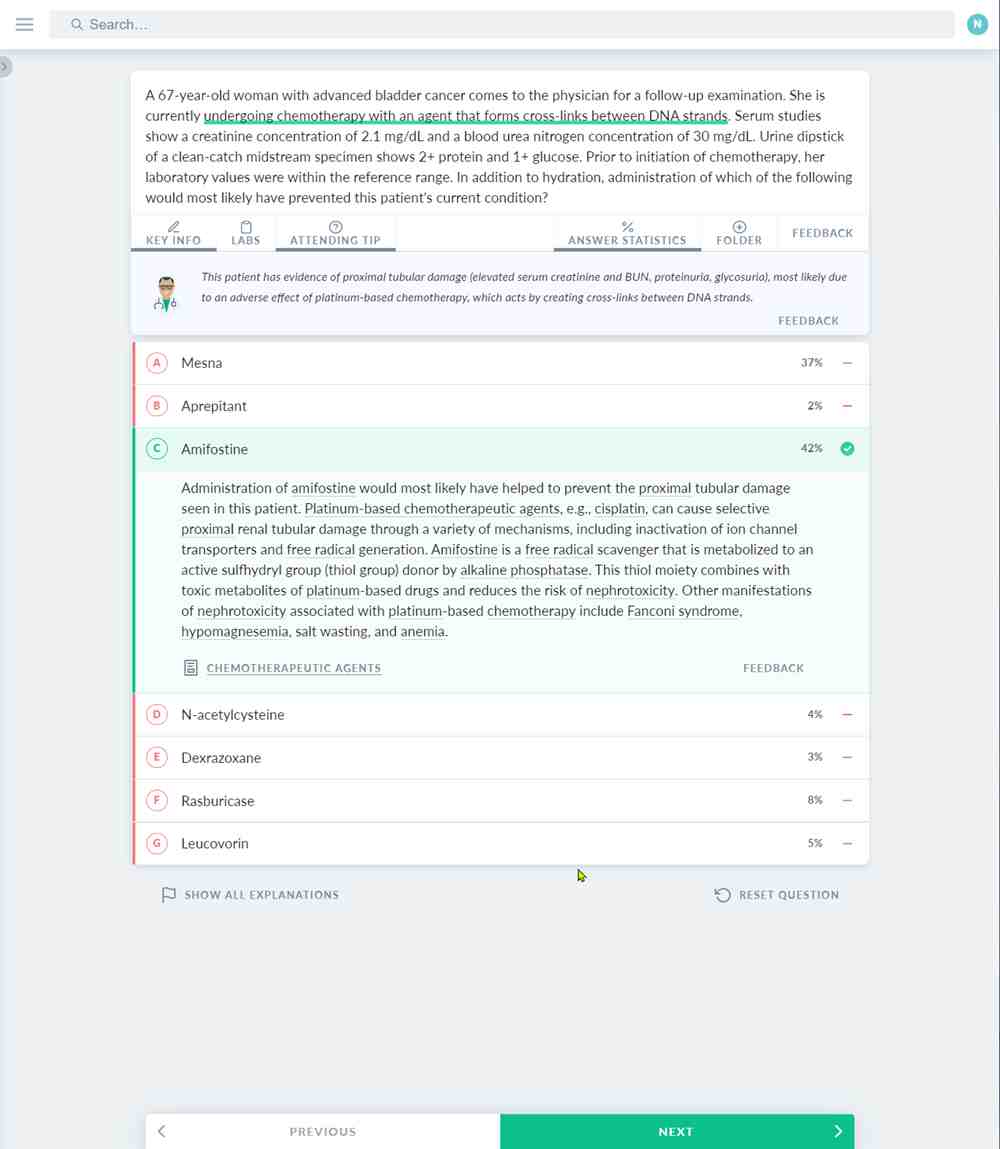 Search...
N
A 67-year-old woman with advanced bladder cancer comes to the physician for a follow-up examination. She is
currently undergoing chemotherapy with an agent that forms cross-links between DNA strands. Serum studies
show a creatinine concentration of 2.1 mg/dL and a blood urea nitrogen concentration of 30 mg/dL. Urine dipstick
of a clean-catch midstream specimen shows 2+ protein and 1+ glucose. Prior to initiation of chemotherapy, her
laboratory values were within the reference range. In addition to hydration, administration of which of the following
would most likely have prevented this patient's current condition?
KEY INFO LABS ATTENDING TIP % ANSWER STATISTICS FOLDER FEEDBACK
This patient has evidence of proximal tubular damage (elevated serum creatinine and BUN, proteinuria, glycosuria), most likely due
to an adverse effect of platinum-based chemotherapy, which acts by creating cross-links between DNA strands.
FEEDBACK
A Mesna 37% –
B Aprepitant 2% –
C Amifostine 42%
Administration of amifostine would most likely have helped to prevent the proximal tubular damage
seen in this patient. Platinum-based chemotherapeutic agents, e.g., cisplatin, can cause selective
proximal renal tubular damage through a variety of mechanisms, including inactivation of ion channel
transporters and free radical generation. Amifostine is a free radical scavenger that is metabolized to an
active sulfhydryl group (thiol group) donor by alkaline phosphatase. This thiol moiety combines with
toxic metabolites of platinum-based drugs and reduces the risk of nephrotoxicity. Other manifestations
of nephrotoxicity associated with platinum-based chemotherapy include Fanconi syndrome,
hypomagnesemia, salt wasting, and anemia.
CHEMOTHERAPEUTIC AGENTS FEEDBACK
D N-acetylcysteine 4% –
E Dexrazoxane 3% –
F Rasburicase 8% –
G Leucovorin 5% –
SHOW ALL EXPLANATIONS RESET QUESTION
PREVIOUS NEXT